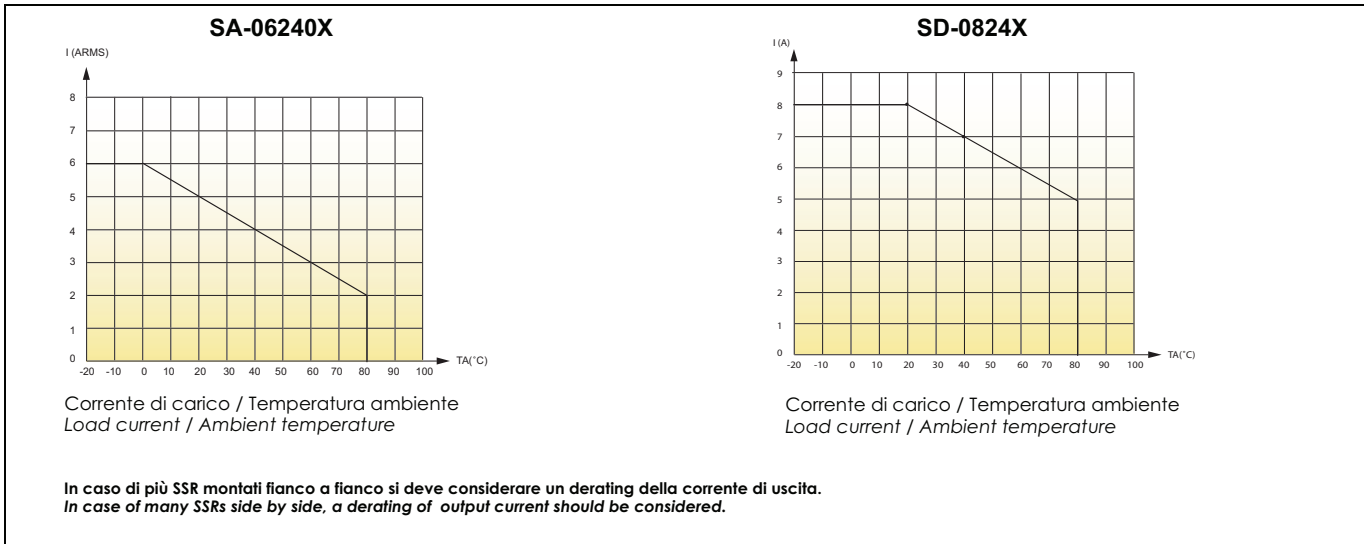 SA-06240X
I (ARMS)
8
7
6
5
4
3
2
1
0
-20 -10 0 10 20 30 40 50 60 70 80 90 100
TA(°C)
Corrente di carico / Temperatura ambiente
Load current / Ambient temperature
SD-0824X
I (A)
9
8
7
6
5
4
3
2
1
0
-20 -10 0 10 20 30 40 50 60 70 80 90 100
TA(°C)
Corrente di carico / Temperatura ambiente
Load current / Ambient temperature
In caso di più SSR montati fianco a fianco si deve considerare un derating della corrente di uscita.
In case of many SSRs side by side, a derating of output current should be considered.